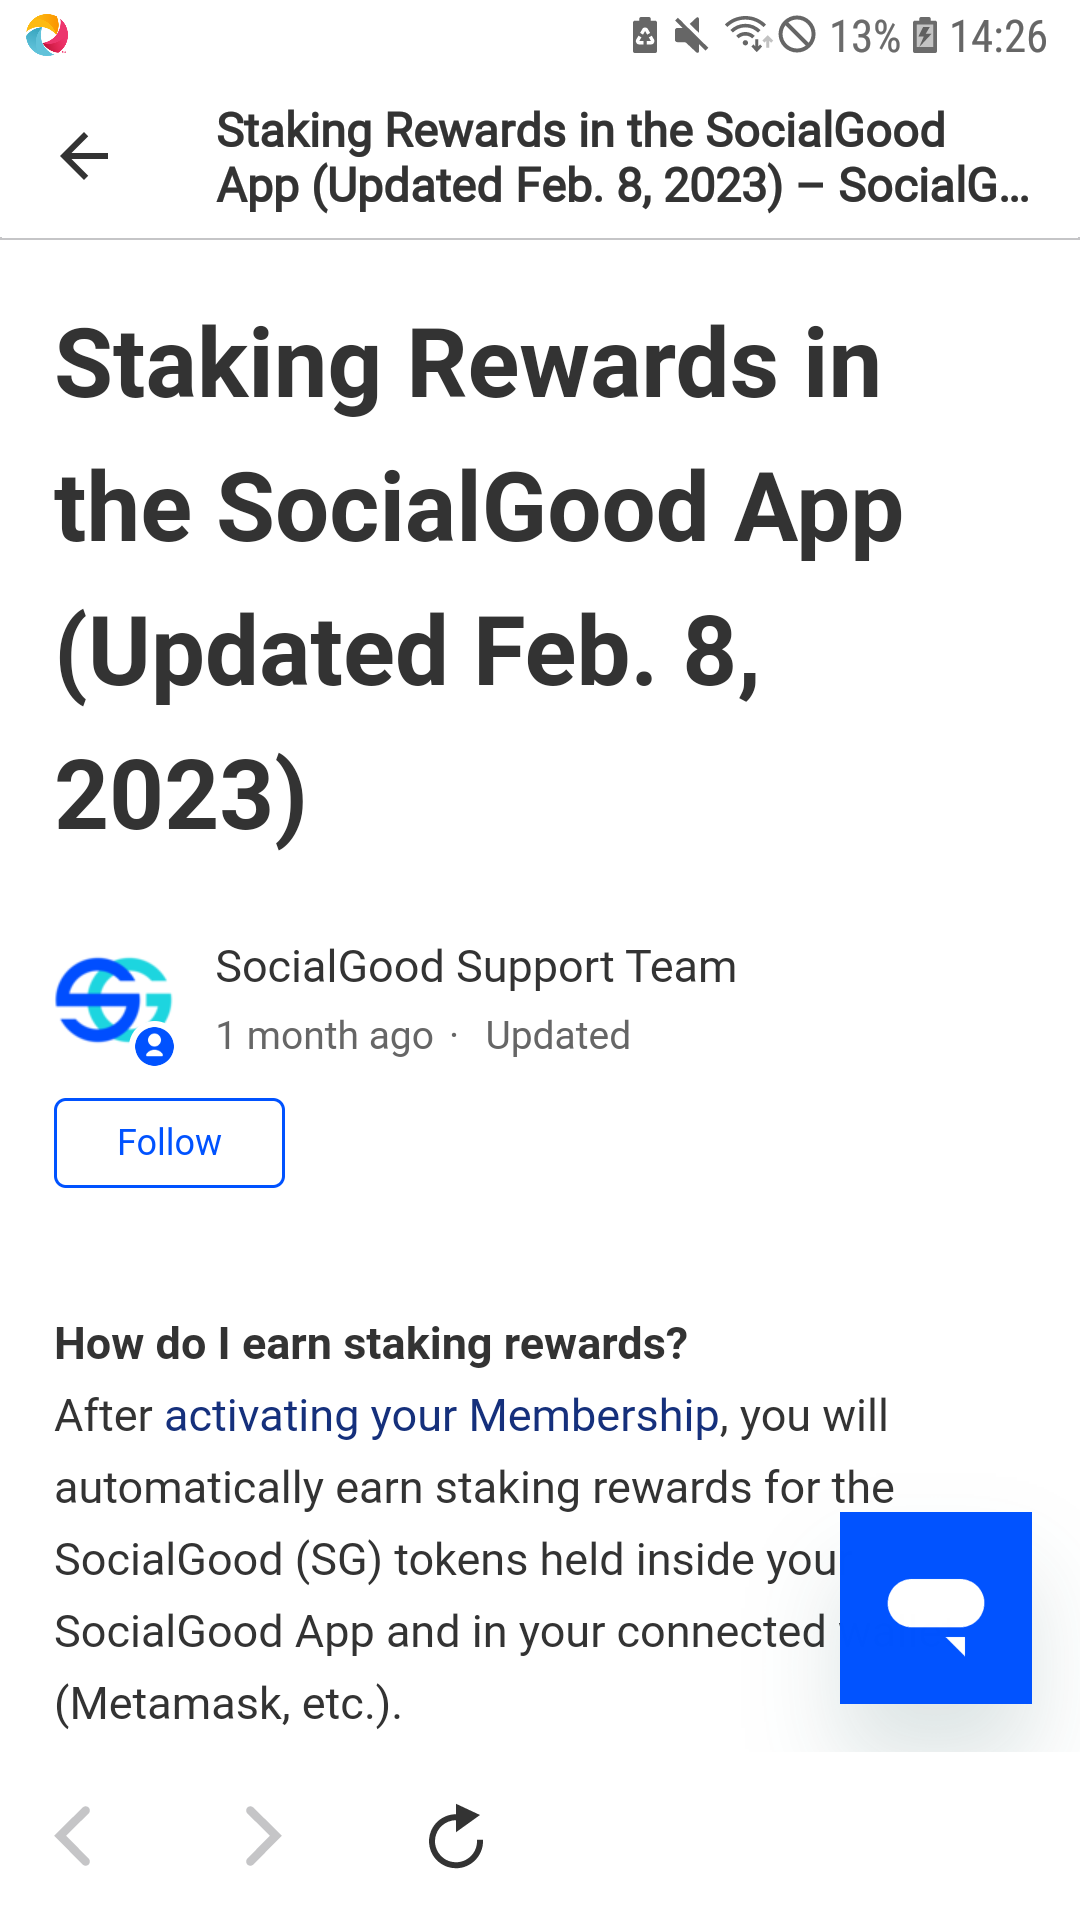 13% 14:26
Staking Rewards in the SocialGood
App (Updated Feb. 8, 2023) – SocialG...
Staking Rewards in
the SocialGood App
(Updated Feb. 8,
2023)
SocialGood Support Team
1 month ago · Updated
Follow
How do I earn staking rewards?
After activating your Membership, you will
automatically earn staking rewards for the
SocialGood (SG) tokens held inside you
SocialGood App and in your connected
(Metamask, etc.).